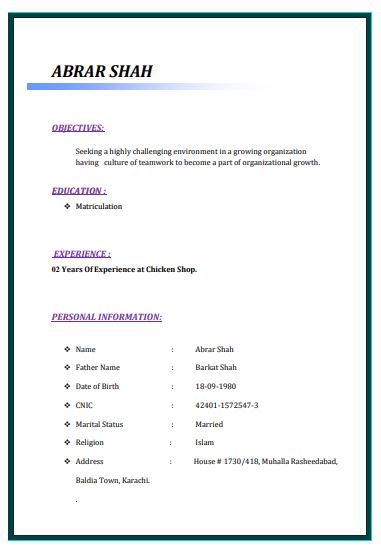 ABRAR SHAH
OBJECTIVES:
Seeking a highly challenging environment in a growing organization
having culture of teamwork to become a part of organizational growth.
EDUCATION :
❖ Matriculation
EXPERIENCE :
02 Years Of Experience at Chicken Shop.
PERSONAL INFORMATION:
❖ Name : Abrar Shah
❖ Father Name : Barkat Shah
❖ Date of Birth : 18-09-1980
❖ CNIC : 42401-1572547-3
❖ Marital Status : Married
❖ Religion : Islam
❖ Address : House # 1730/418, Muhalla Rasheedabad,
Baldia Town, Karachi.
.